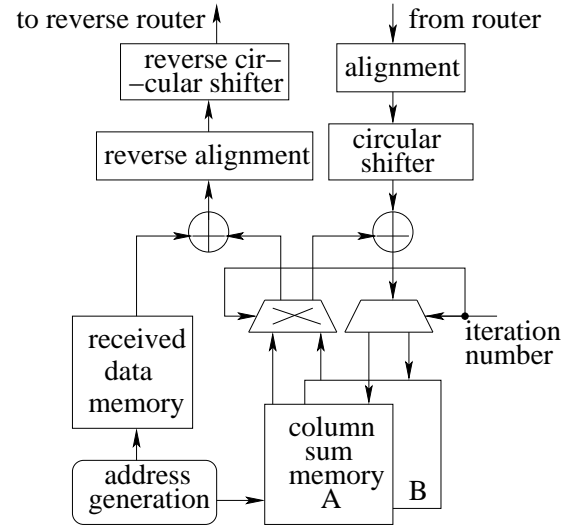 to reverse router
from router
reverse cir–
–cular shifter
alignment
reverse alignment
circular
shifter
iteration
number
received
data
memory
column
sum
memory
A
B
address
generation